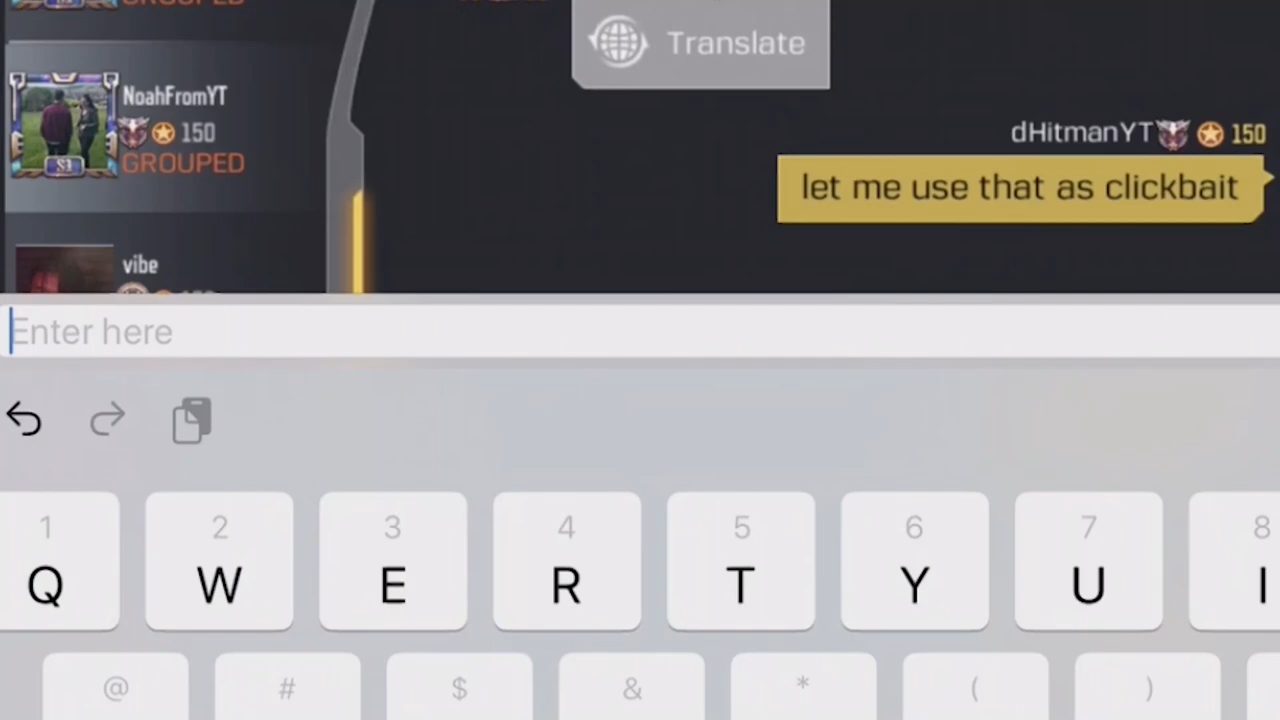 GROUPED
Translate
NoahFromYT
150
GROUPED
S3
dHitmanYT 150
let me use that as clickbait
vibe
Enter here
1 2 3 4 5 6 7 8
Q W E R T Y U I
@ # $ & * ( )